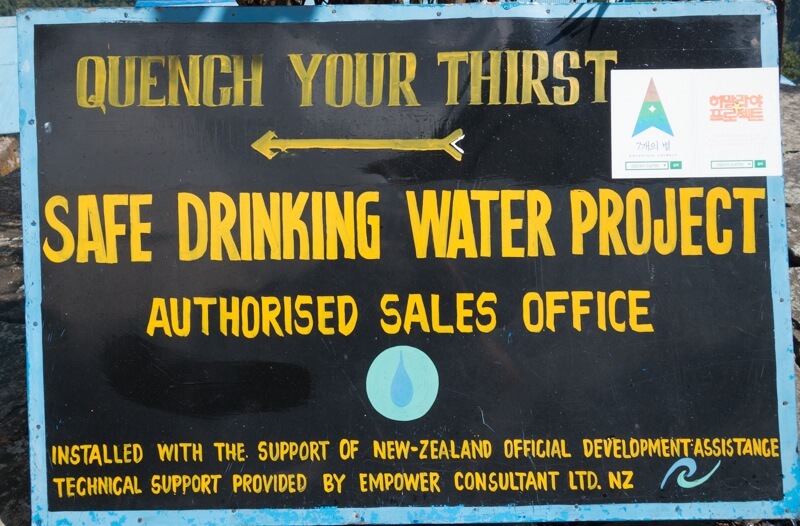 QUENCH YOUR THIRST
7개의 별
히말라야
프로젝트
SAFE DRINKING WATER PROJECT
AUTHORISED SALES OFFICE
INSTALLED WITH THE SUPPORT OF NEW-ZEALAND OFFICIAL DEVELOPMENT ASSISTANCE
TECHNICAL SUPPORT PROVIDED BY EMPOWER CONSULTANT LTD. NZ